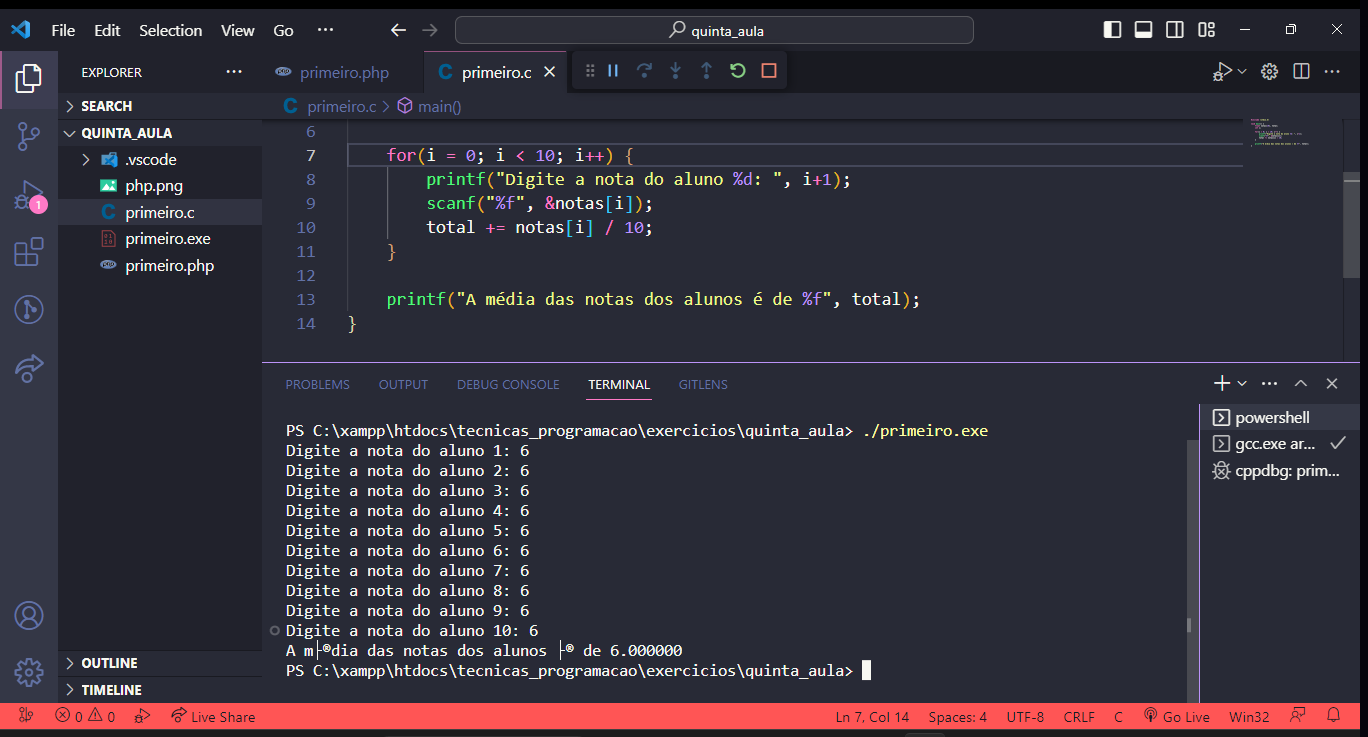 File Edit Selection View Go ··· quinta_aula
EXPLORER ···
primeiro.php
primeiro.c
SEARCH
QUINTA_AULA
.vscode
php.png
primeiro.c
primeiro.exe
primeiro.php
OUTLINE
TIMELINE
primeiro.c > main()
6
7 for(i = 0; i < 10; i++) {
8 printf("Digite a nota do aluno %d: ", i+1);
9 scanf("%f", &notas[i]);
10 total += notas[i] / 10;
11 }
12
13 printf("A média das notas dos alunos é de %f", total);
14 }
PROBLEMS OUTPUT DEBUG CONSOLE TERMINAL GITLENS
PS C:\xampp\htdocs\tecnicas_programacao\exercicios\quinta_aula> ./primeiro.exe
Digite a nota do aluno 1: 6
Digite a nota do aluno 2: 6
Digite a nota do aluno 3: 6
Digite a nota do aluno 4: 6
Digite a nota do aluno 5: 6
Digite a nota do aluno 6: 6
Digite a nota do aluno 7: 6
Digite a nota do aluno 8: 6
Digite a nota do aluno 9: 6
Digite a nota do aluno 10: 6
A m├®dia das notas dos alunos ├® de 6.000000
PS C:\xampp\htdocs\tecnicas_programacao\exercicios\quinta_aula>
powershell
gcc.exe ar...
cppdbg: prim...
1
0 0 Live Share Ln 7, Col 14 Spaces: 4 UTF-8 CRLF C Go Live Win32